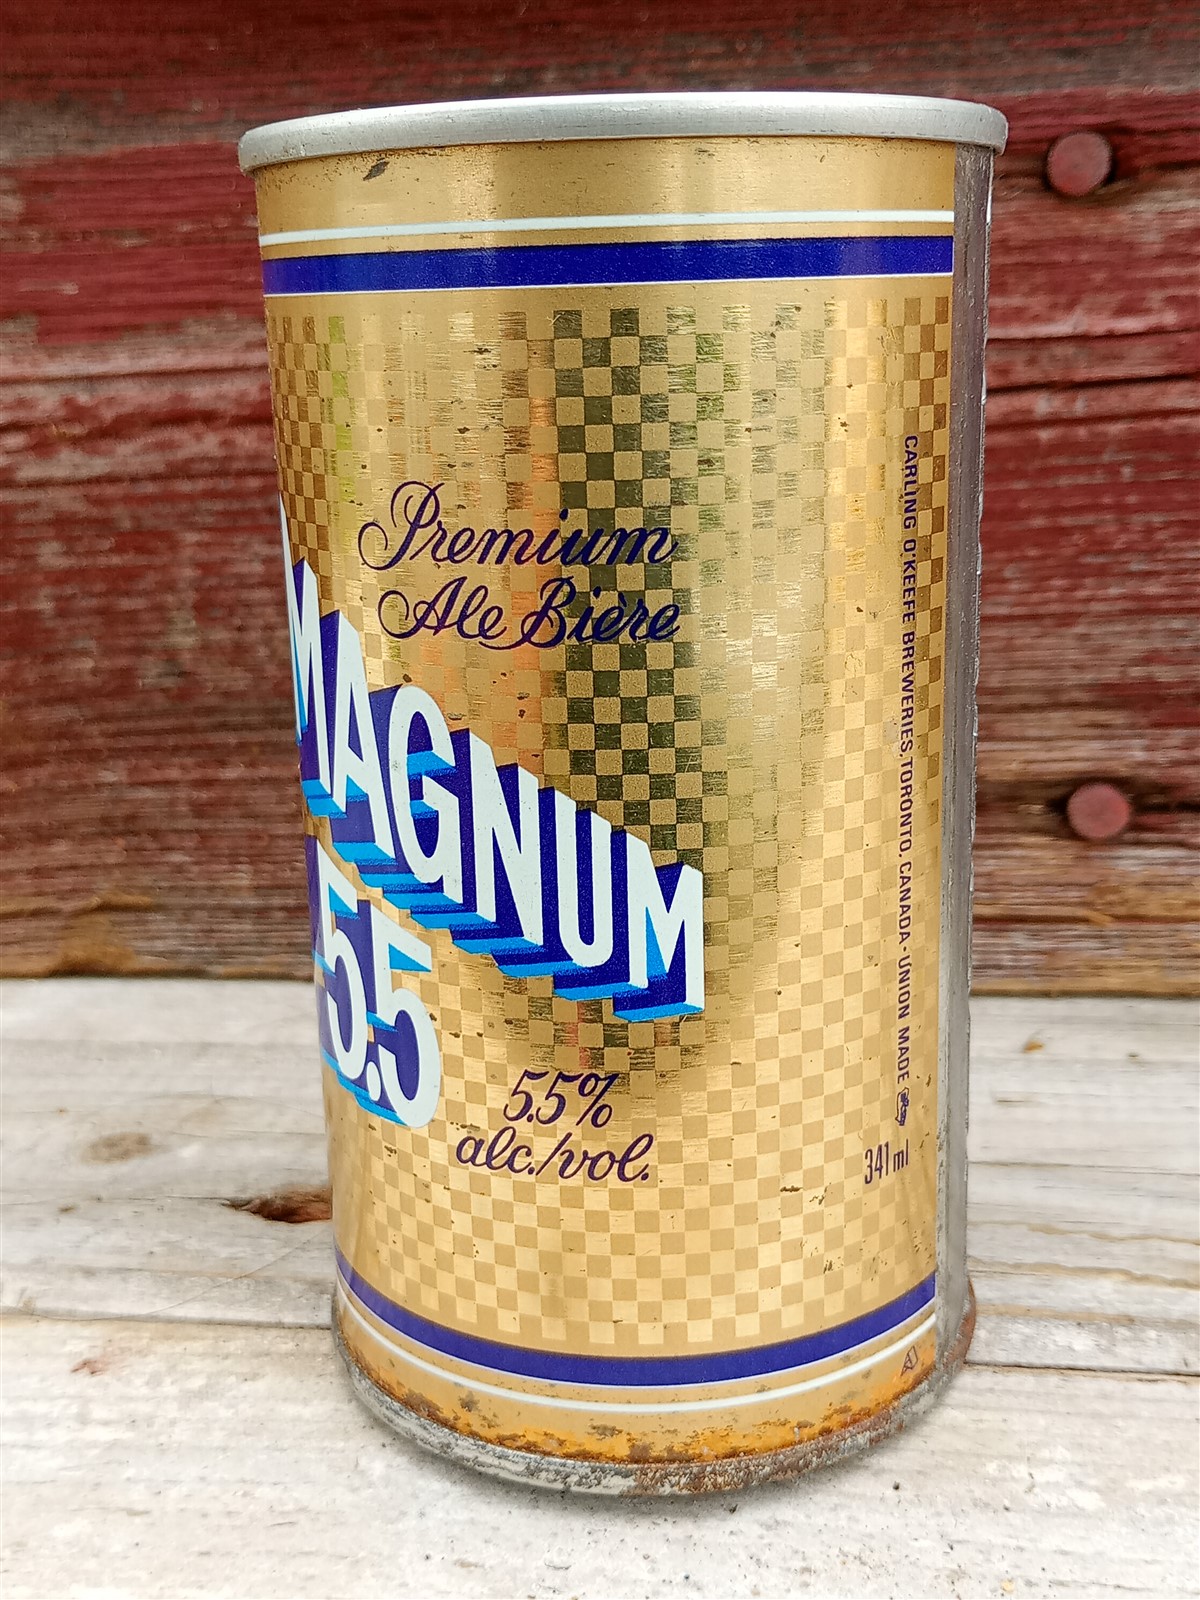 Premium
Ale Bière
MAGNUM
5.5
5.5%
alc./vol.
CARLING O'KEEFE BREWERIES, TORONTO, CANADA · UNION MADE
341 ml